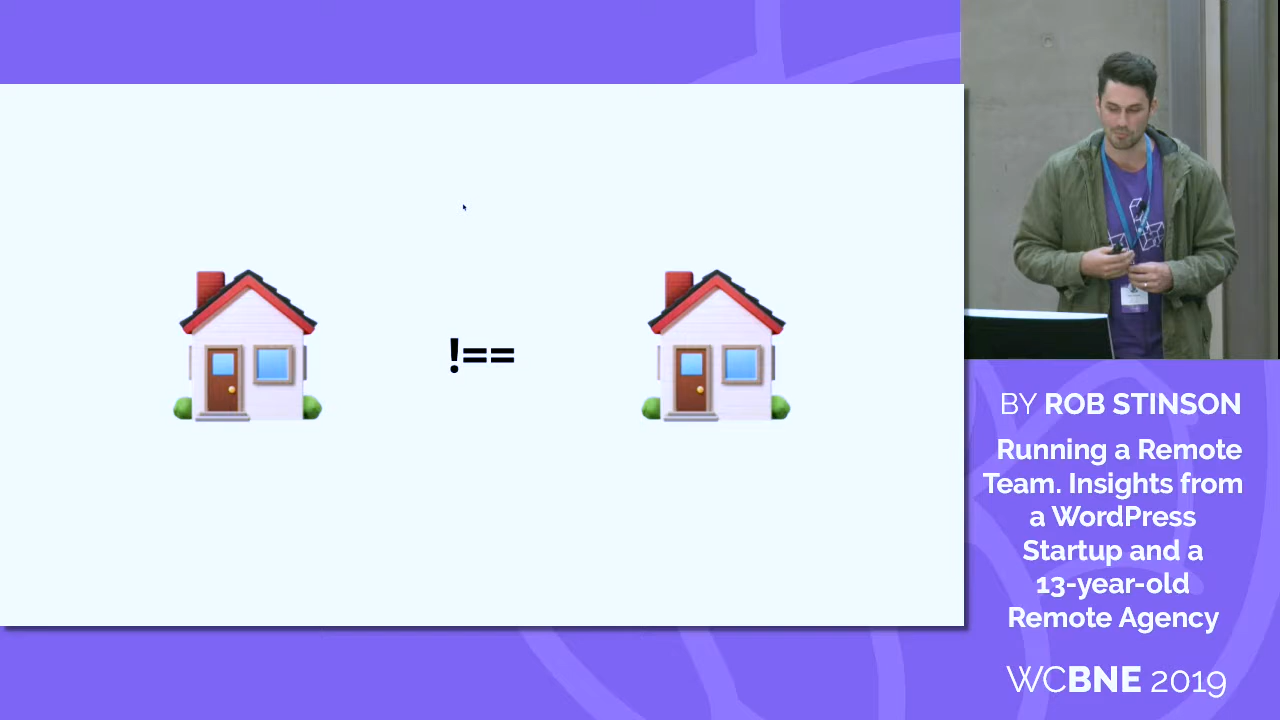 !==
BY ROB STINSON
Running a Remote
Team. Insights from
a WordPress
Startup and a
13-year-old
Remote Agency
WCBNE 2019